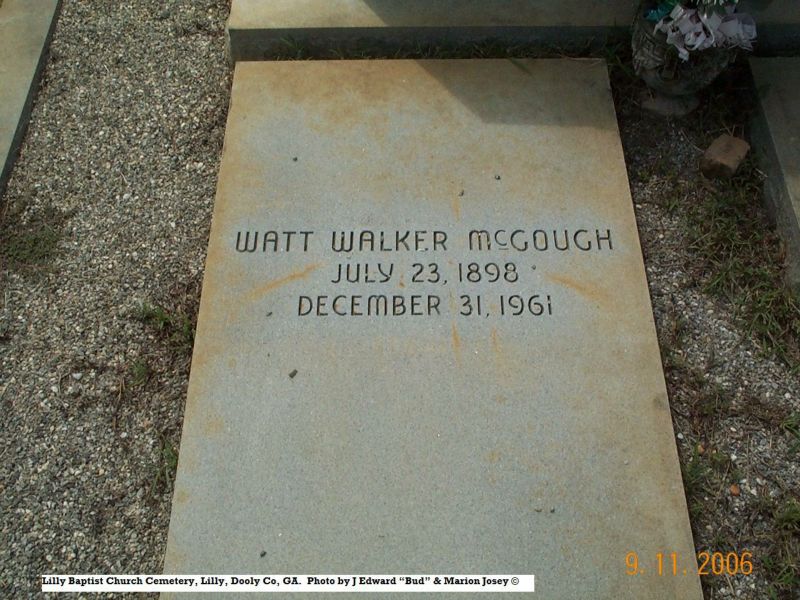 WATT WALKER McGOUGH
JULY 23, 1898
DECEMBER 31, 1961
9. 11. 2006
Lilly Baptist Church Cemetery, Lilly, Dooly Co, GA.  Photo by J Edward “Bud” & Marion Josey ©